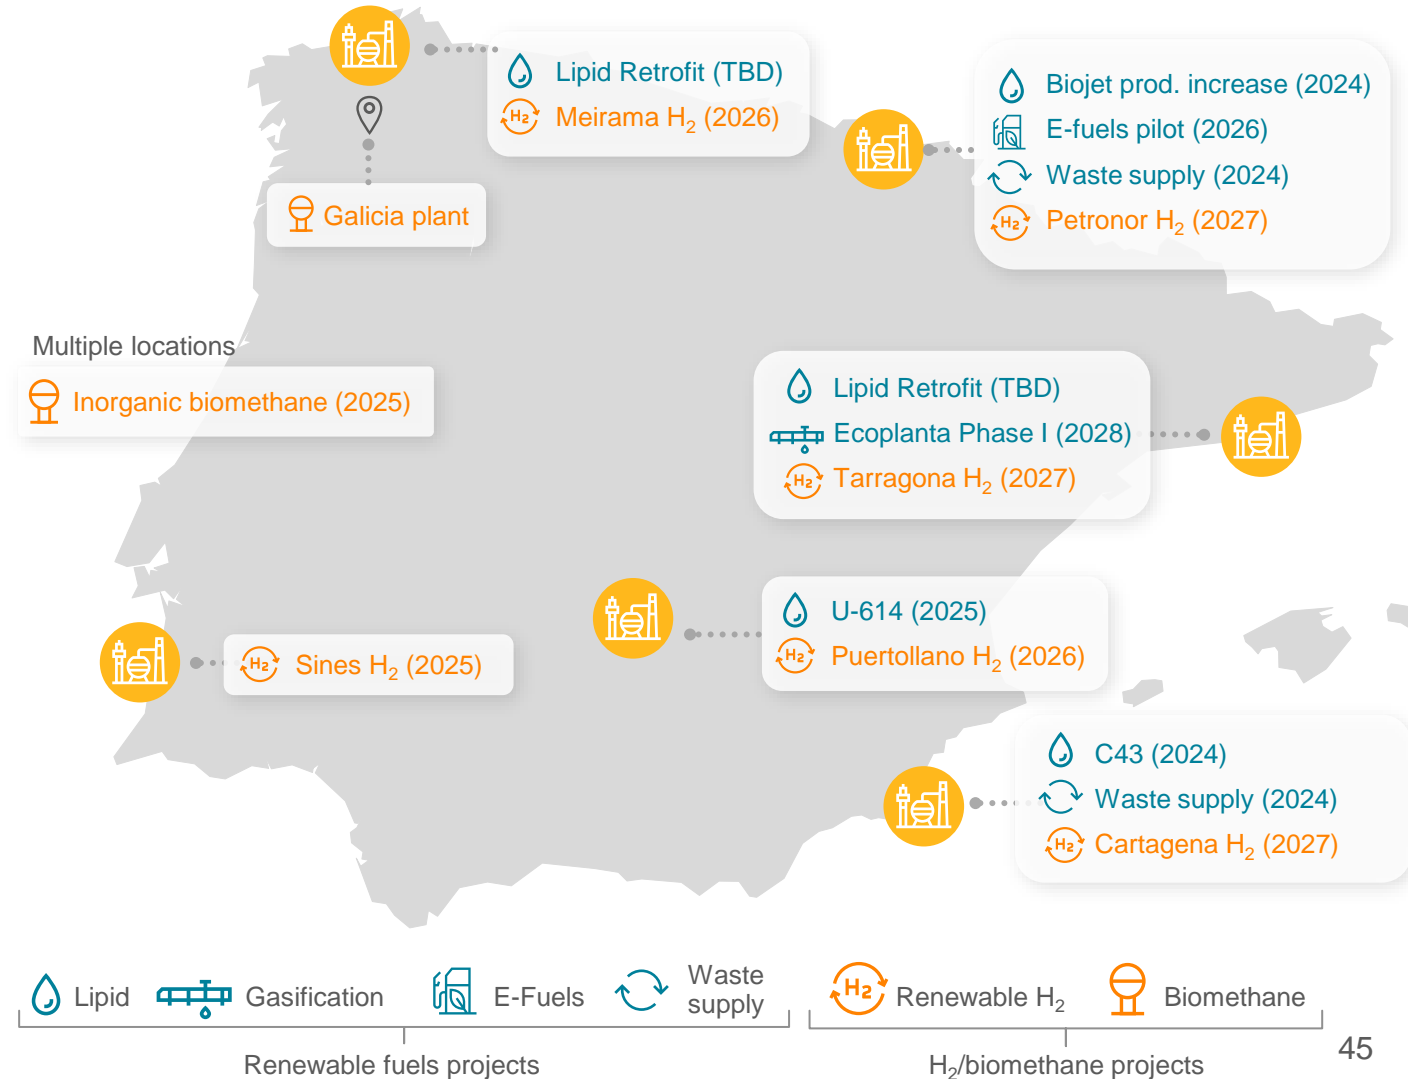 Lipid Retrofit (TBD)
Meirama H₂ (2026)
Galicia plant
Biojet prod. increase (2024)
E-fuels pilot (2026)
Waste supply (2024)
Petronor H₂ (2027)
Multiple locations
Inorganic biomethane (2025)
Lipid Retrofit (TBD)
Ecoplanta Phase I (2028)
Tarragona H₂ (2027)
Sines H₂ (2025)
U-614 (2025)
Puertollano H₂ (2026)
C43 (2024)
Waste supply (2024)
Cartagena H₂ (2027)
Lipid
Gasification
E-Fuels
Waste
supply
Renewable H₂
Biomethane
Renewable fuels projects
H₂/biomethane projects
45